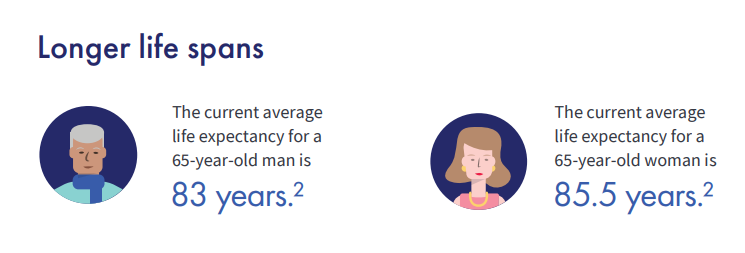 Longer life spans
The current average
life expectancy for a
65-year-old man is
83 years.2
The current average
life expectancy for a
65-year-old woman is
85.5 years.2